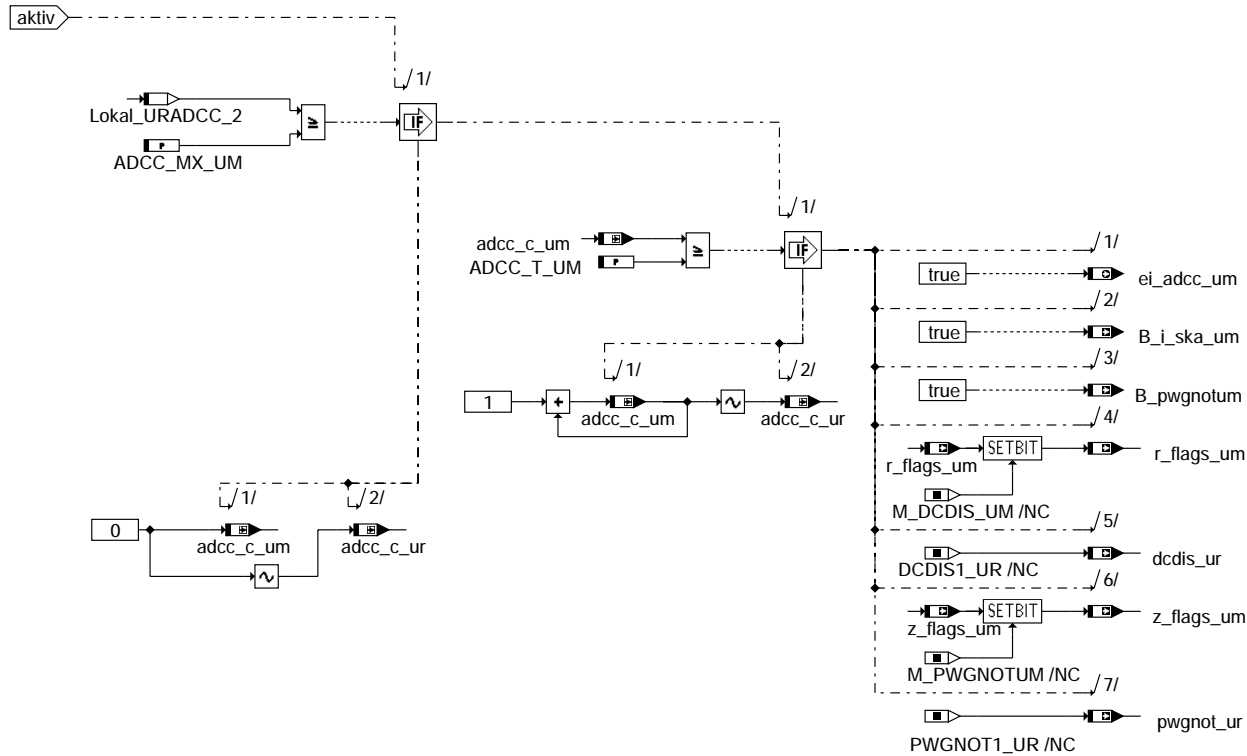 aktiv
/1/
Lokal_URADCC_2
≥
IF
ADCC_MX_UM
P
/1/
/1/
adcc_c_um
≥
IF
ADCC_T_UM
P
/1/
true
ei_adcc_um
/2/
true
B_i_ska_um
/3/
/1/
/2/
true
B_pwgnotum
1
+
adcc_c_um
adcc_c_ur
/4/
SETBIT
r_flags_um
r_flags_um
M_DCDIS_UM /NC
/1/
/2/
0
adcc_c_um
adcc_c_ur
/5/
DCDIS1_UR /NC
dcdis_ur
/6/
SETBIT
z_flags_um
z_flags_um
M_PWGNOTUM /NC
/7/
PWGNOT1_UR /NC
pwgnot_ur